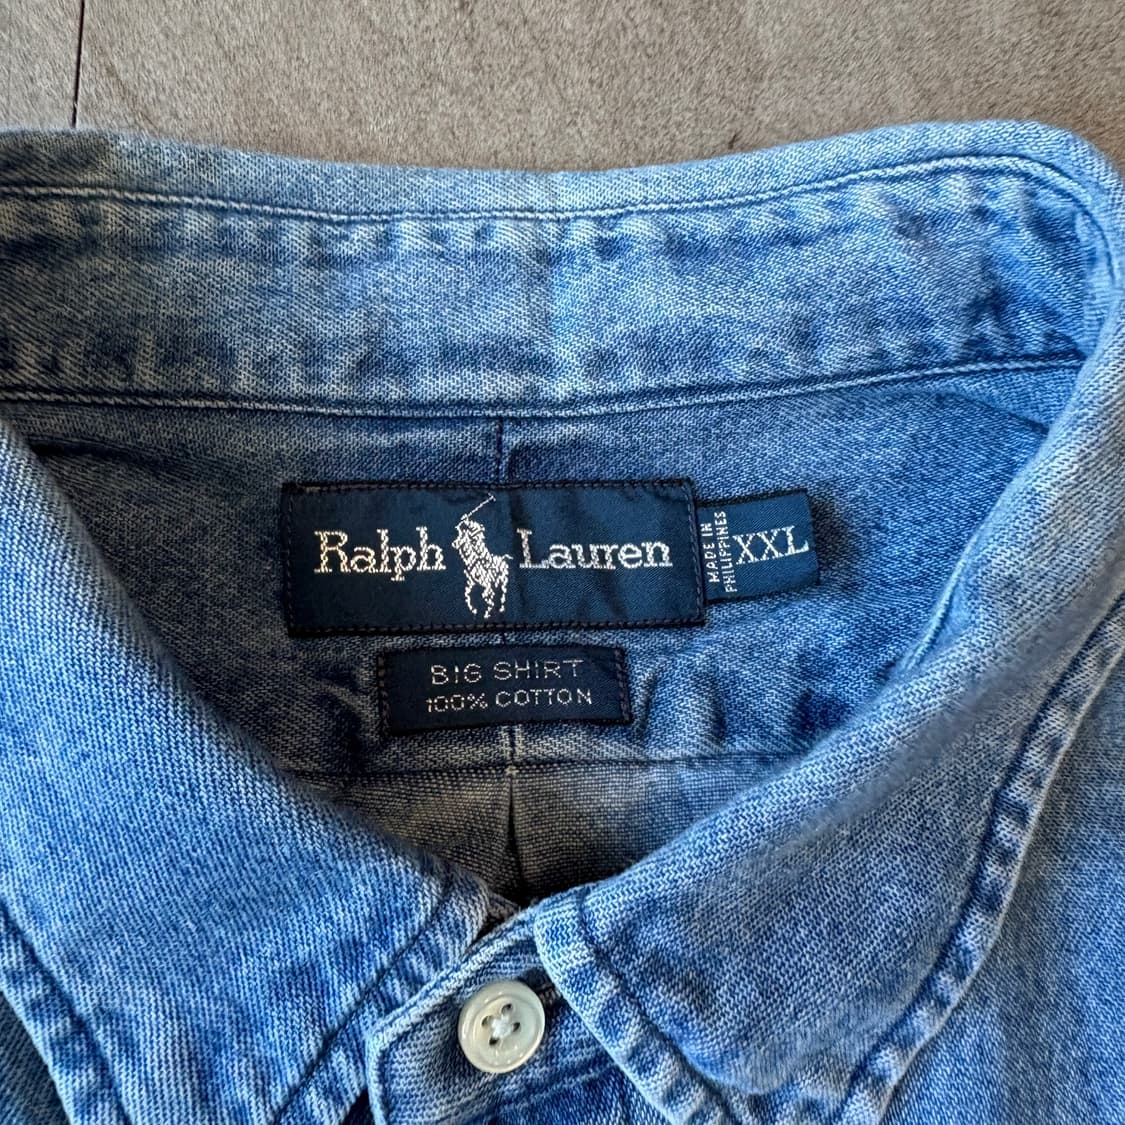 Ralph Lauren
MADE IN
PHILIPPINES
XXL
BIG SHIRT
100% COTTON